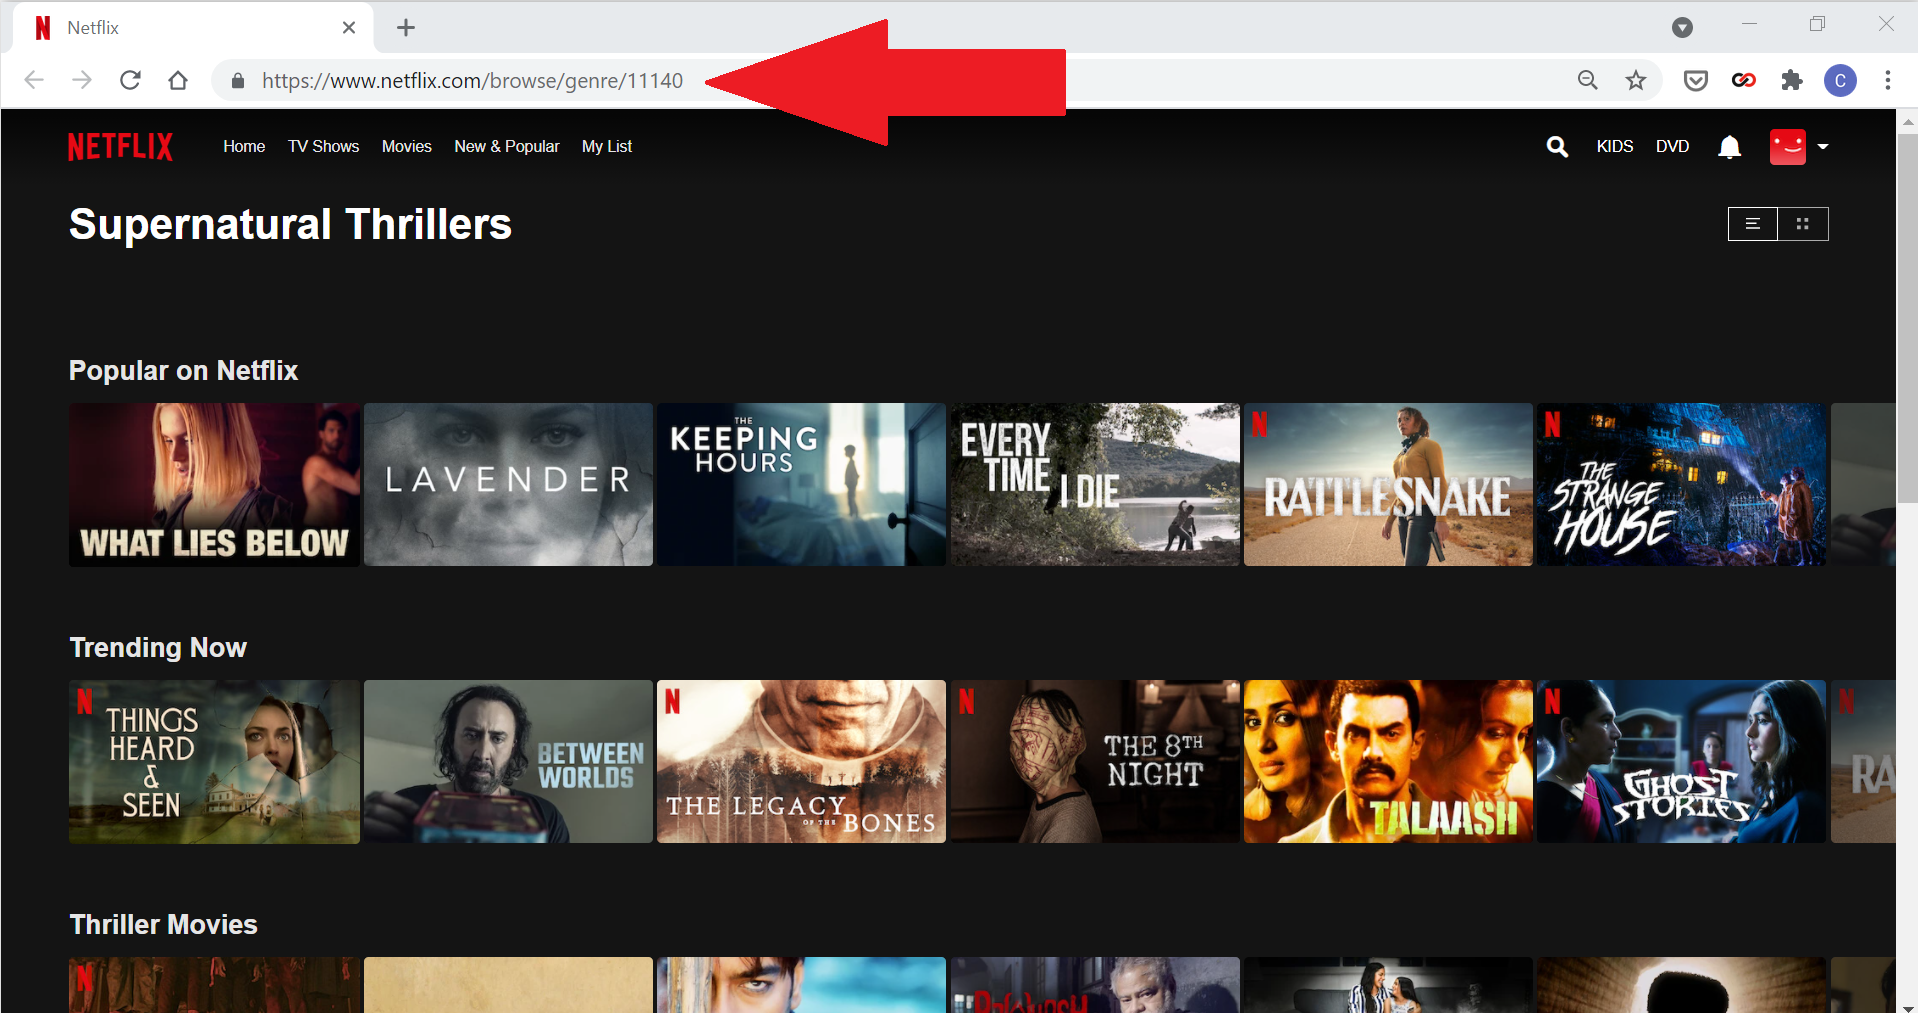 Netflix
https://www.netflix.com/browse/genre/11140
C
NETFLIX Home TV Shows Movies New & Popular My List KIDS DVD
Supernatural Thrillers
Popular on Netflix
WHAT LIES BELOW
LAVENDER
THE
KEEPING
HOURS
EVERY
TIME
I DIE
N
RATTLESNAKE
N
THE
STRANGE
HOUSE
Trending Now
N
THINGS
HEARD
&
SEEN
BETWEEN
WORLDS
N
THE LEGACY
OF THE
BONES
N
THE 8TH
NIGHT
TALAASH
N
GHOST
STORIES
N
RA
Thriller Movies
N